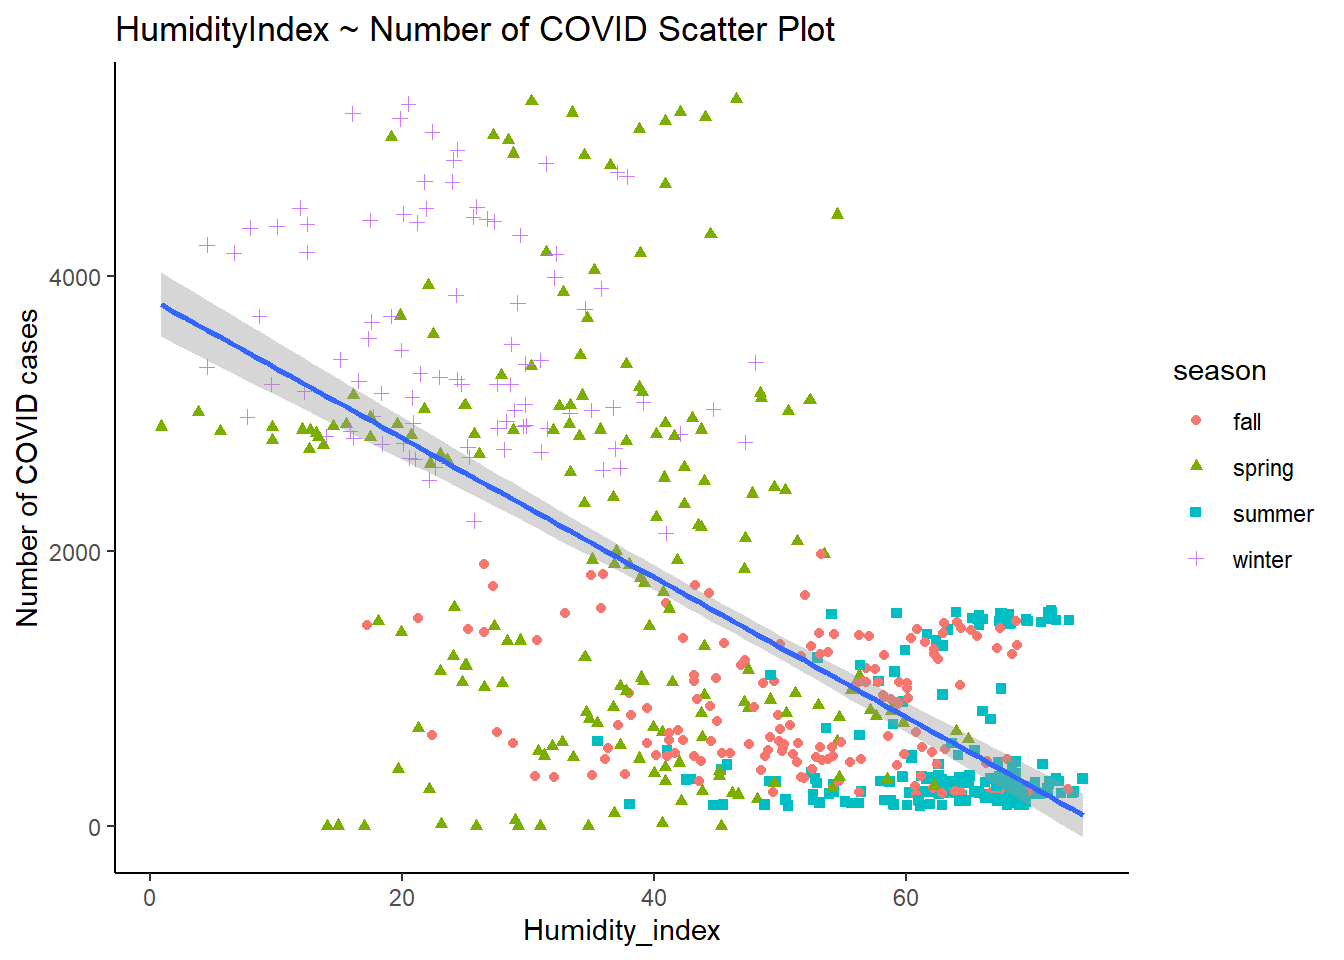 HumidityIndex ~ Number of COVID Scatter Plot
Number of COVID cases
4000
2000
0
0 20 40 60
Humidity_index
season
fall
spring
summer
winter